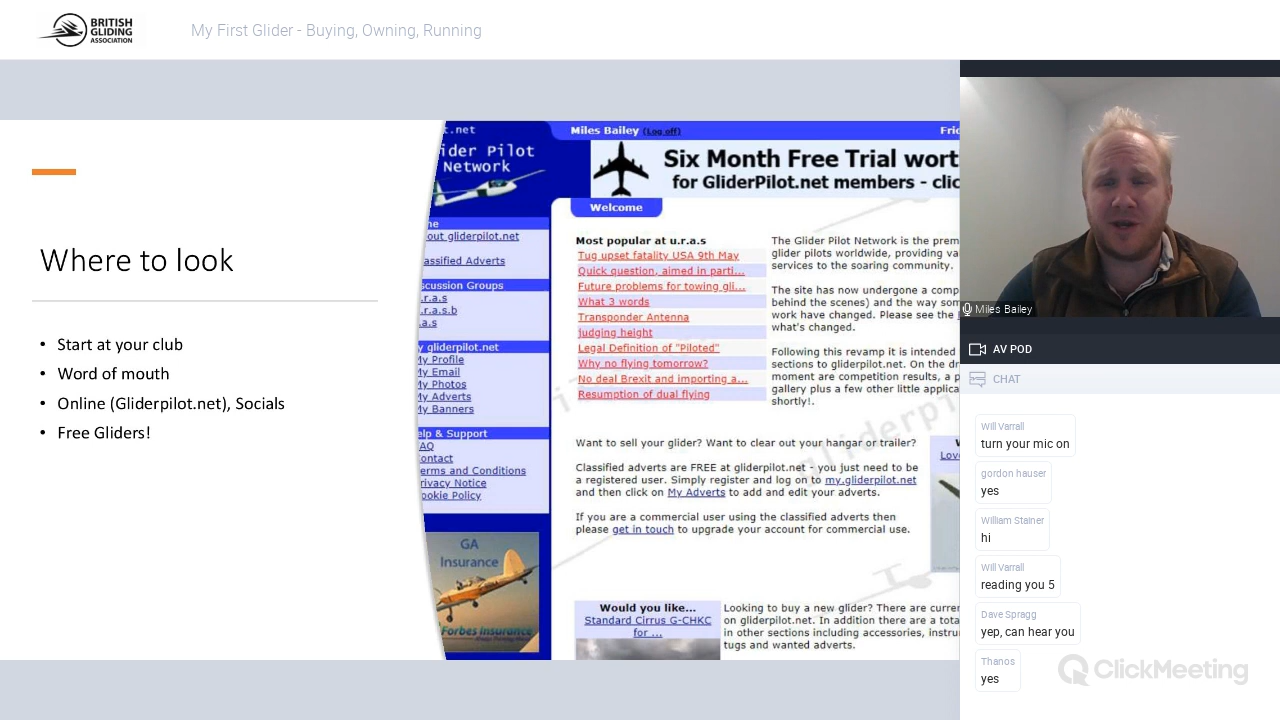 BRITISH
GLIDING
ASSOCIATION
My First Glider - Buying, Owning, Running
Where to look
• Start at your club
• Word of mouth
• Online (Gliderpilot.net), Socials
• Free Gliders!
t.net
Miles Bailey (Log off)
ider Pilot
Network
Six Month Free Trial wort
for GliderPilot.net members - clic
Welcome
out gliderpilot.net
assified Adverts
scussion Groups
.r.a.s
.r.a.s.b
.a.s
y gliderpilot.net
My Profile
My Email
My Photos
My Adverts
My Banners
elp & Support
FAQ
ontact
erms and Conditions
rivacy Notice
ookie Policy
GA
Insurance
Forbes Insurance
Most popular at u.r.a.s
Tug upset fatality USA 9th May
Quick question, aimed in parti...
Future problems for towing gli...
What 3 words
Transponder Antenna
judging height
Legal Definition of "Piloted"
Why no flying tomorrow?
No deal Brexit and importing a...
Resumption of dual flying
The Glider Pilot Network is the prem
glider pilots worldwide, providing va
services to the soaring community.
The site has now undergone a comp
behind the scenes) and the way som
work have changed. Please see the
what's changed.
Following this revamp it is intended
sections to gliderpilot.net. On the dr
moment are competition results, a p
gallery plus a few other little applica
shortly!.
Want to sell your glider? Want to clear out your hangar or trailer?
Classified adverts are FREE at gliderpilot.net - you just need to be
a registered user. Simply register and log on to my.gliderpilot.net
and then click on My Adverts to add and edit your adverts.
If you are a commercial user using the classified adverts then
please get in touch to upgrade your account for commercial use.
Would you like...
Standard Cirrus G-CHKC
for ...
Looking to buy a new glider? There are curren
on gliderpilot.net. In addition there are a tota
in other sections including accessories, instru
tugs and wanted adverts.
Miles Bailey
AV POD
CHAT
Will Varrall
turn your mic on
gordon hauser
yes
William Stainer
hi
Will Varrall
reading you 5
Dave Spragg
yep, can hear you
Thanos
yes
ClickMeeting